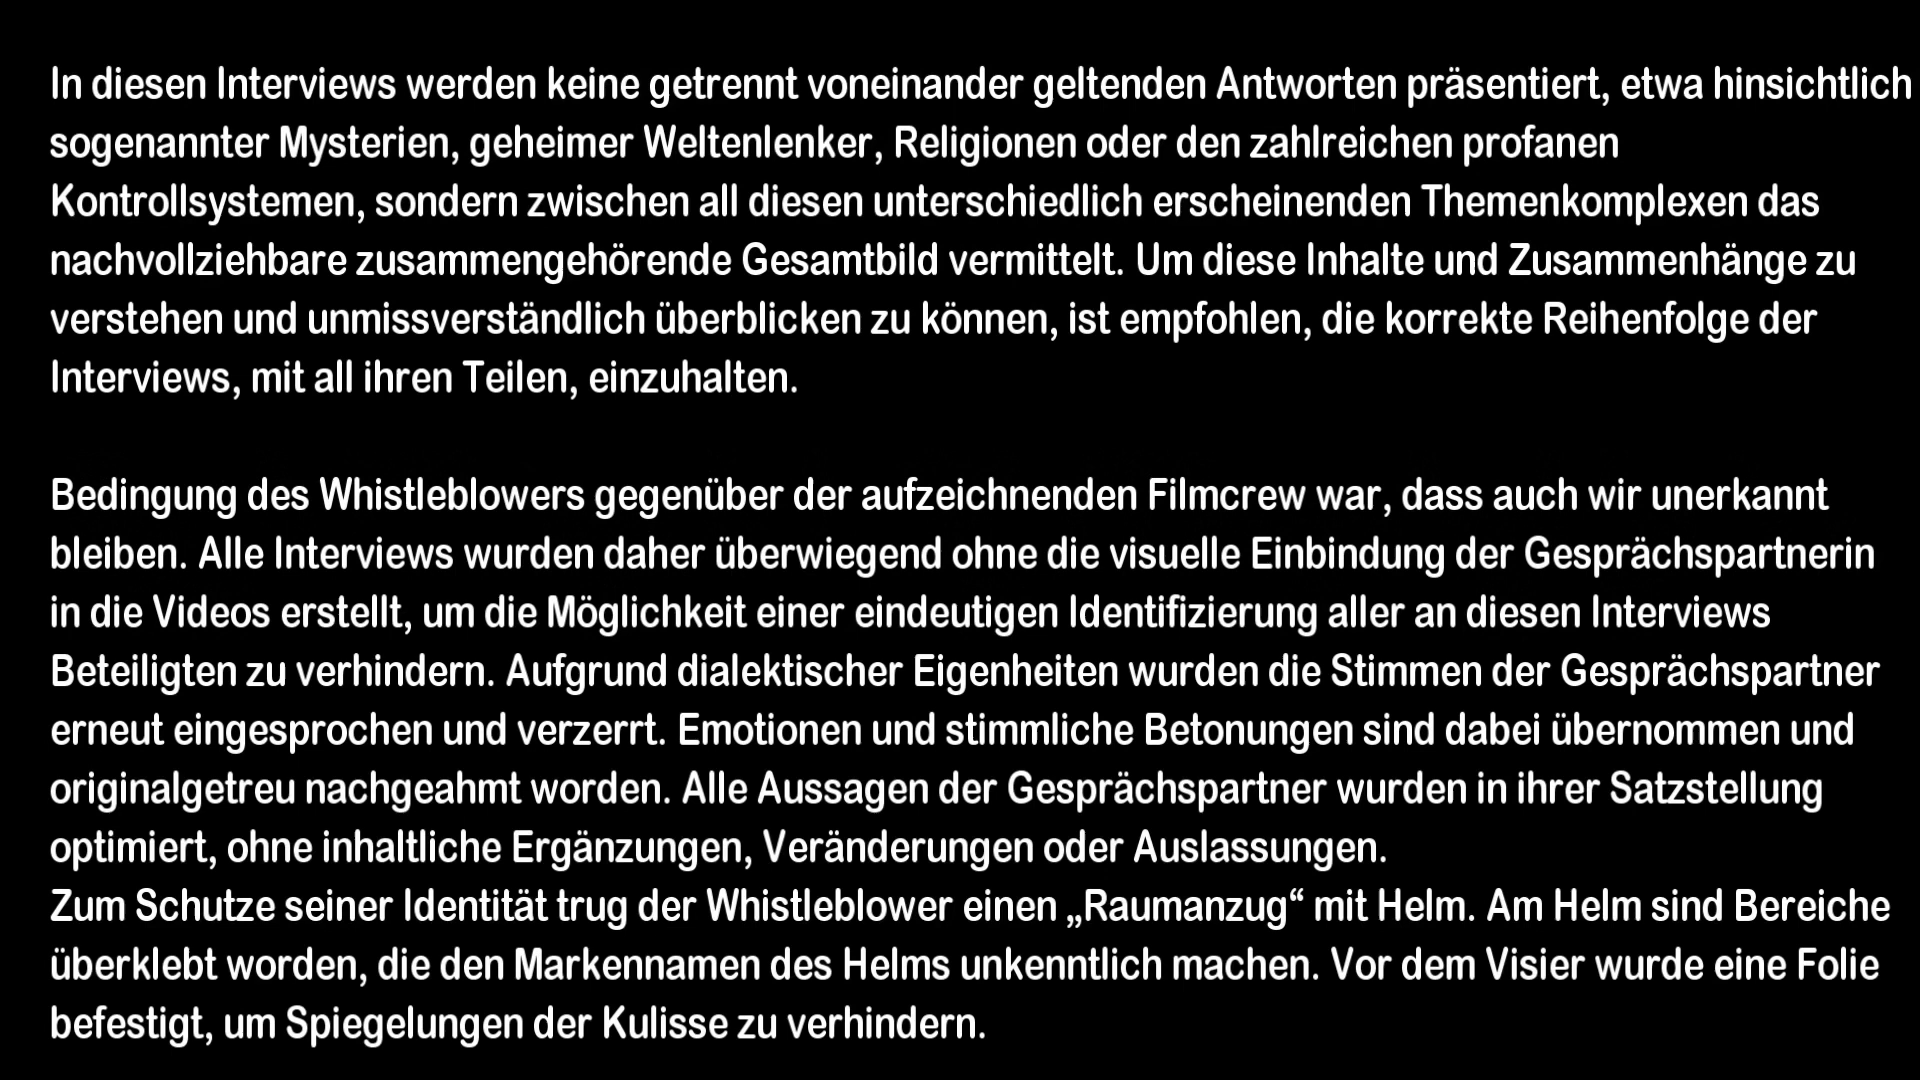 In diesen Interviews werden keine getrennt voneinander geltenden Antworten präsentiert, etwa hinsichtlich
sogenannter Mysterien, geheimer Weltenlenker, Religionen oder den zahlreichen profanen
Kontrollsystemen, sondern zwischen all diesen unterschiedlich erscheinenden Themenkomplexen das
nachvollziehbare zusammengehörende Gesamtbild vermittelt. Um diese Inhalte und Zusammenhänge zu
verstehen und unmissverständlich überblicken zu können, ist empfohlen, die korrekte Reihenfolge der
Interviews, mit all ihren Teilen, einzuhalten.
Bedingung des Whistleblowers gegenüber der aufzeichnenden Filmcrew war, dass auch wir unerkannt
bleiben. Alle Interviews wurden daher überwiegend ohne die visuelle Einbindung der Gesprächspartnerin
in die Videos erstellt, um die Möglichkeit einer eindeutigen Identifizierung aller an diesen Interviews
Beteiligten zu verhindern. Aufgrund dialektischer Eigenheiten wurden die Stimmen der Gesprächspartner
erneut eingesprochen und verzerrt. Emotionen und stimmliche Betonungen sind dabei übernommen und
originalgetreu nachgeahmt worden. Alle Aussagen der Gesprächspartner wurden in ihrer Satzstellung
optimiert, ohne inhaltliche Ergänzungen, Veränderungen oder Auslassungen.
Zum Schutze seiner Identität trug der Whistleblower einen „Raumanzug“ mit Helm. Am Helm sind Bereiche
überklebt worden, die den Markennamen des Helms unkenntlich machen. Vor dem Visier wurde eine Folie
befestigt, um Spiegelungen der Kulisse zu verhindern.